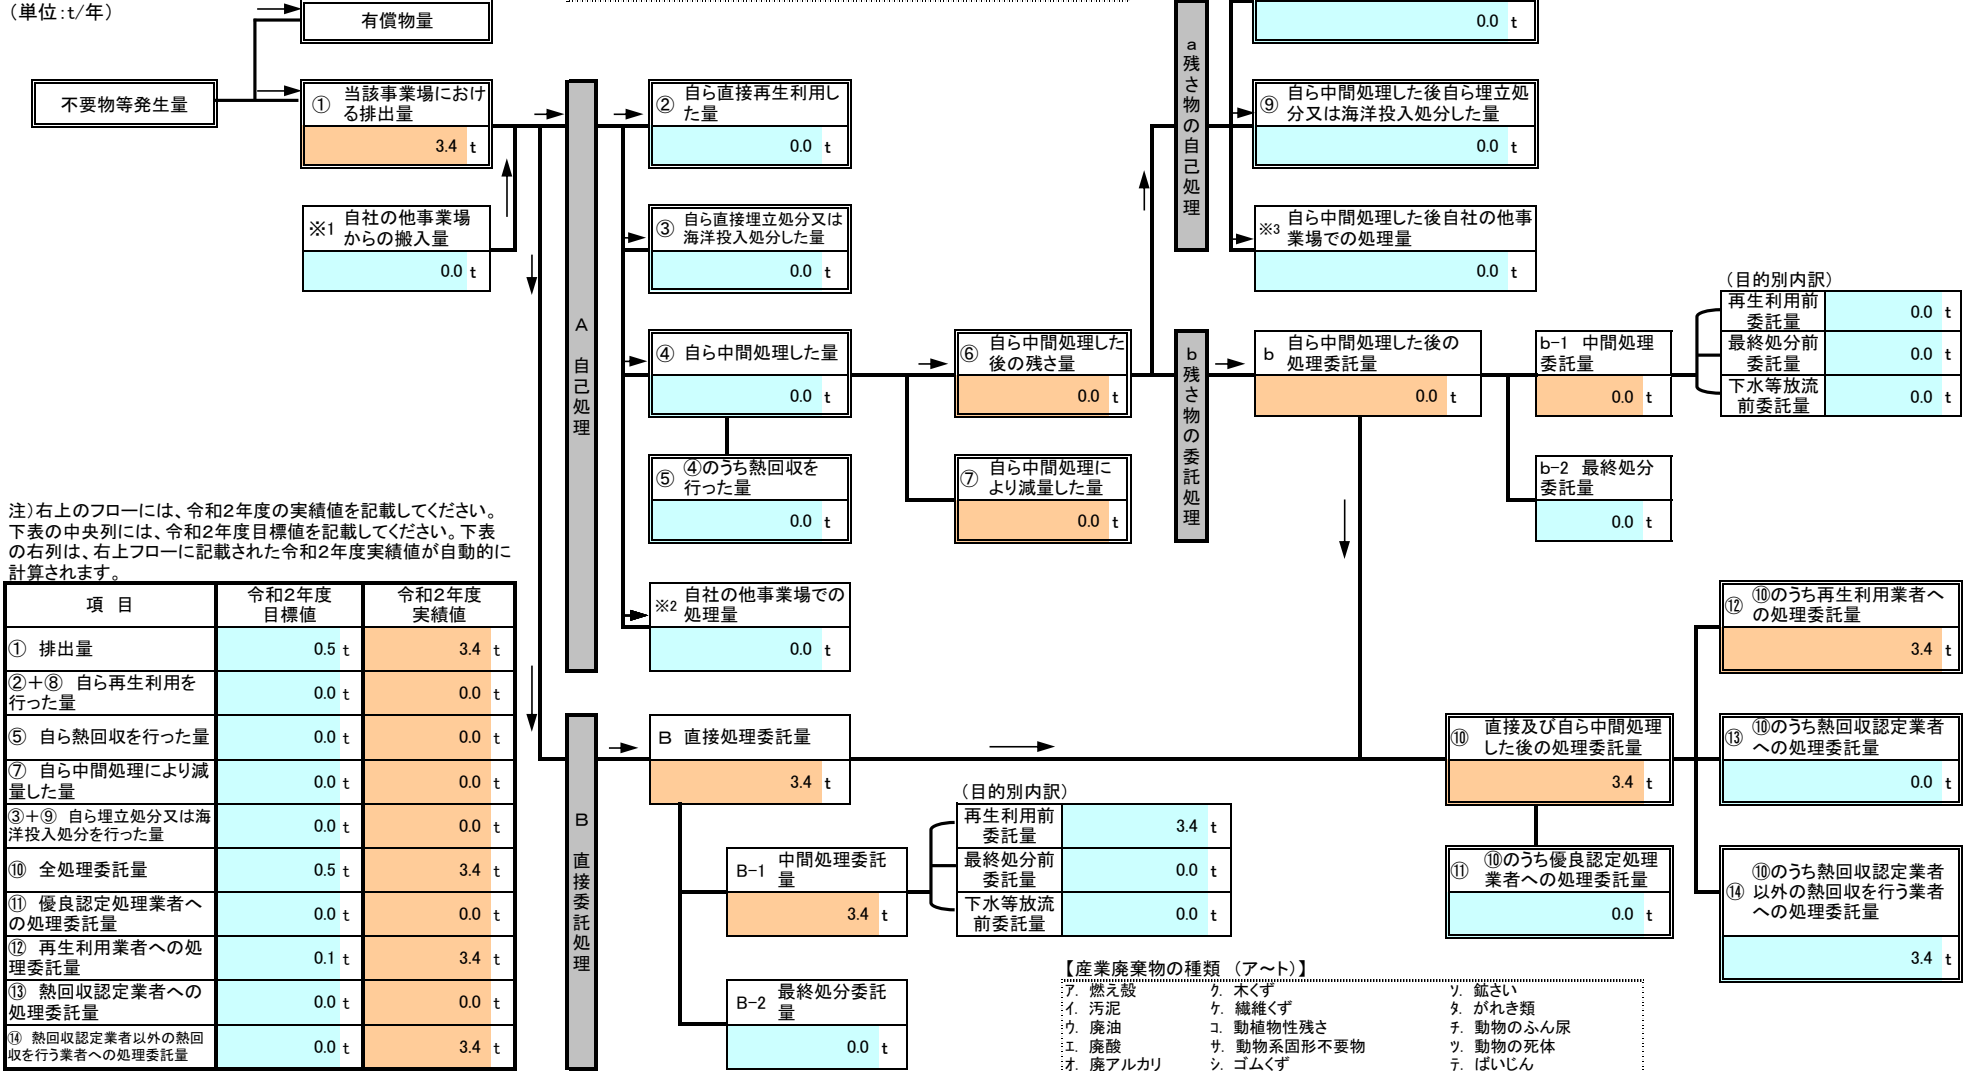 （単位：t/年）
有償物量
不要物等発生量
① 当該事業場におけ
る排出量
3.4 t
※1 自社の他事業場
からの搬入量
0.0 t
A 自己処理
② 自ら直接再生利用し
た量
0.0 t
③ 自ら直接埋立処分又は
海洋投入処分した量
0.0 t
④ 自ら中間処理した量
0.0 t
⑤ ④のうち熱回収を
行った量
0.0 t
※2 自社の他事業場での
処理量
0.0 t
⑥ 自ら中間処理した
後の残さ量
0.0 t
⑦ 自ら中間処理に
より減量した量
0.0 t
a 残さ物の自己処理
0.0 t
⑨ 自ら中間処理した後自ら埋立処
分又は海洋投入処分した量
0.0 t
※3 自ら中間処理した後自社の他事
業場での処理量
0.0 t
b 残さ物の委託処理
b 自ら中間処理した後の
処理委託量
0.0 t
b-1 中間処理
委託量
0.0 t
b-2 最終処分
委託量
0.0 t
（目的別内訳）
再生利用前
委託量
0.0 t
最終処分前
委託量
0.0 t
下水等放流
前委託量
0.0 t
注）右上のフローには、令和2年度の実績値を記載してください。
下表の中央列には、令和2年度目標値を記載してください。下表
の右列は、右上フローに記載された令和2年度実績値が自動的に
計算されます。
項 目 令和2年度 令和2年度
目標値 実績値
① 排出量 0.5 t 3.4 t
②＋⑧ 自ら再生利用を
行った量 0.0 t 0.0 t
⑤ 自ら熱回収を行った量 0.0 t 0.0 t
⑦ 自ら中間処理により減
量した量 0.0 t 0.0 t
③＋⑨ 自ら埋立処分又は海
洋投入処分を行った量 0.0 t 0.0 t
⑩ 全処理委託量 0.5 t 3.4 t
⑪ 優良認定処理業者へ
の処理委託量 0.0 t 0.0 t
⑫ 再生利用業者への処
理委託量 0.1 t 3.4 t
⑬ 熱回収認定業者への
処理委託量 0.0 t 0.0 t
⑭ 熱回収認定業者以外の熱回
収を行う業者への処理委託量 0.0 t 3.4 t
B 直接委託処理
B 直接処理委託量
3.4 t
B-1 中間処理委託
量
3.4 t
B-2 最終処分委託
量
0.0 t
（目的別内訳）
再生利用前
委託量
3.4 t
最終処分前
委託量
0.0 t
下水等放流
前委託量
0.0 t
⑩ 直接及び自ら中間処理
した後の処理委託量
3.4 t
⑪ ⑩のうち優良認定処理
業者への処理委託量
0.0 t
⑫ ⑩のうち再生利用業者へ
の処理委託量
3.4 t
⑬ ⑩のうち熱回収認定業者
への処理委託量
0.0 t
⑩のうち熱回収認定業者
⑭ 以外の熱回収を行う業者
への処理委託量
3.4 t
【産業廃棄物の種類 （ア～ト）】
ア. 燃え殻 ク. 木くず ソ. 鉱さい
イ. 汚泥 ケ. 繊維くず タ. がれき類
ウ. 廃油 コ. 動植物性残さ チ. 動物のふん尿
エ. 廃酸 サ. 動物系固形不要物 ツ. 動物の死体
オ. 廃アルカリ シ. ゴムくず テ. ばいじん